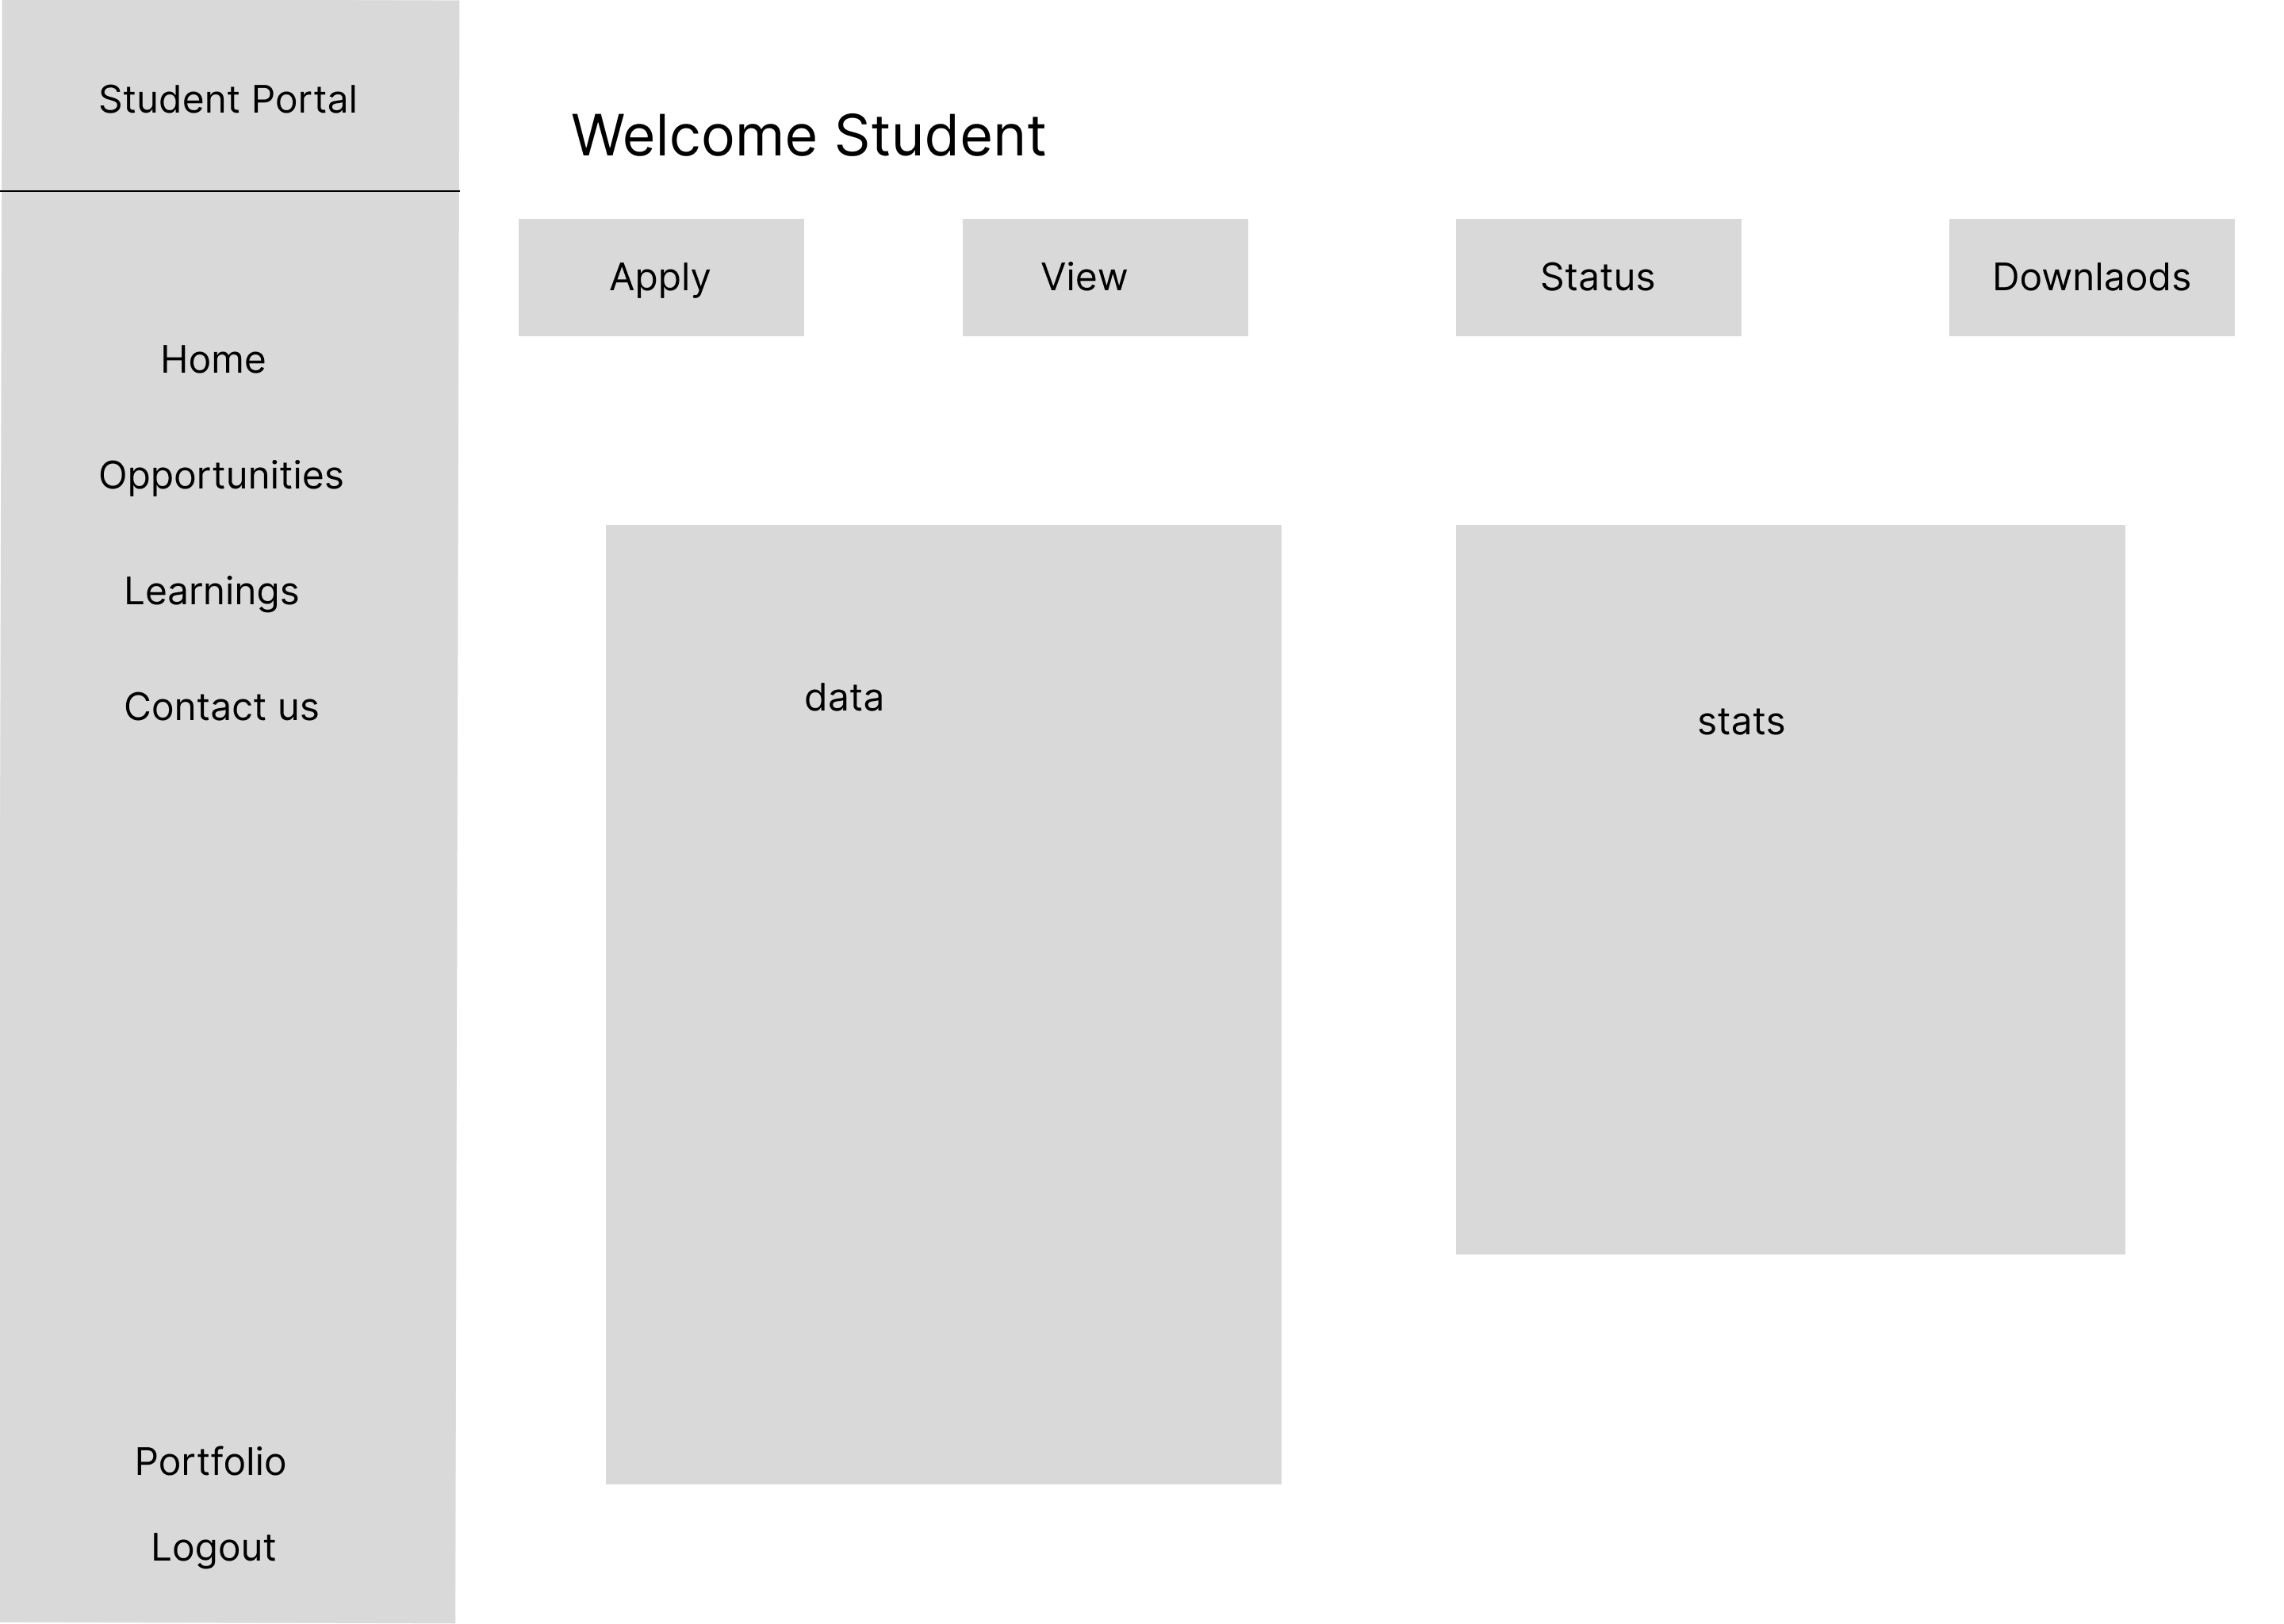 Student Portal
Home
Opportunities
Learnings
Contact us
Portfolio
Logout
Welcome Student
Apply
View
Status
Downlaods
data
stats